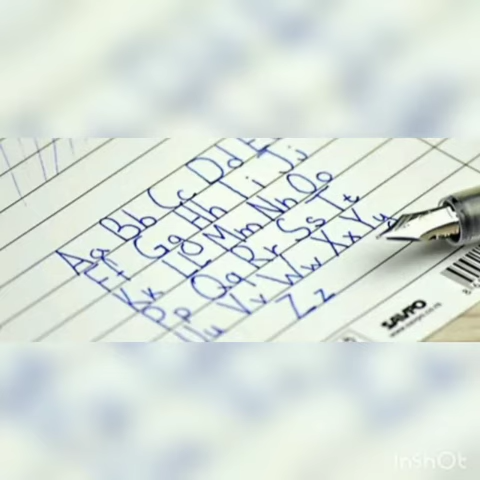 Aa Bb Cc Dd E
Ff Gg Hh Ii Jj
Kk Ll Mm Nn Oo
Pp Qq Rr Ss Tt
Uu Vv Ww Xx Yy
Zz
SAVPO
InShOt